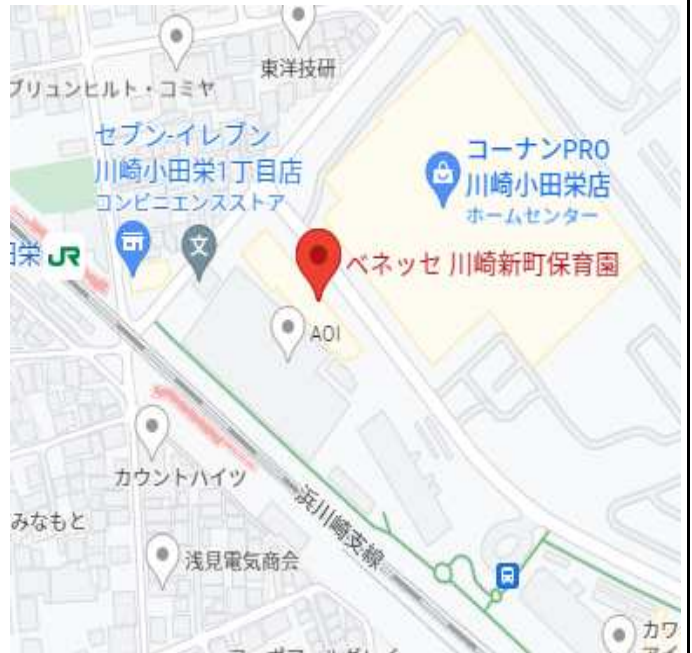 東洋技研
ブリュンヒルト・コミヤ
セブン-イレブン
川崎小田栄1丁目店
コンビニエンスストア
コーナンPRO
川崎小田栄店
ホームセンター
栄 JR
文
ベネッセ 川崎新町保育園
AOI
カウントハイツ
浜川崎支線
みなもと
浅見電気商会
カワ